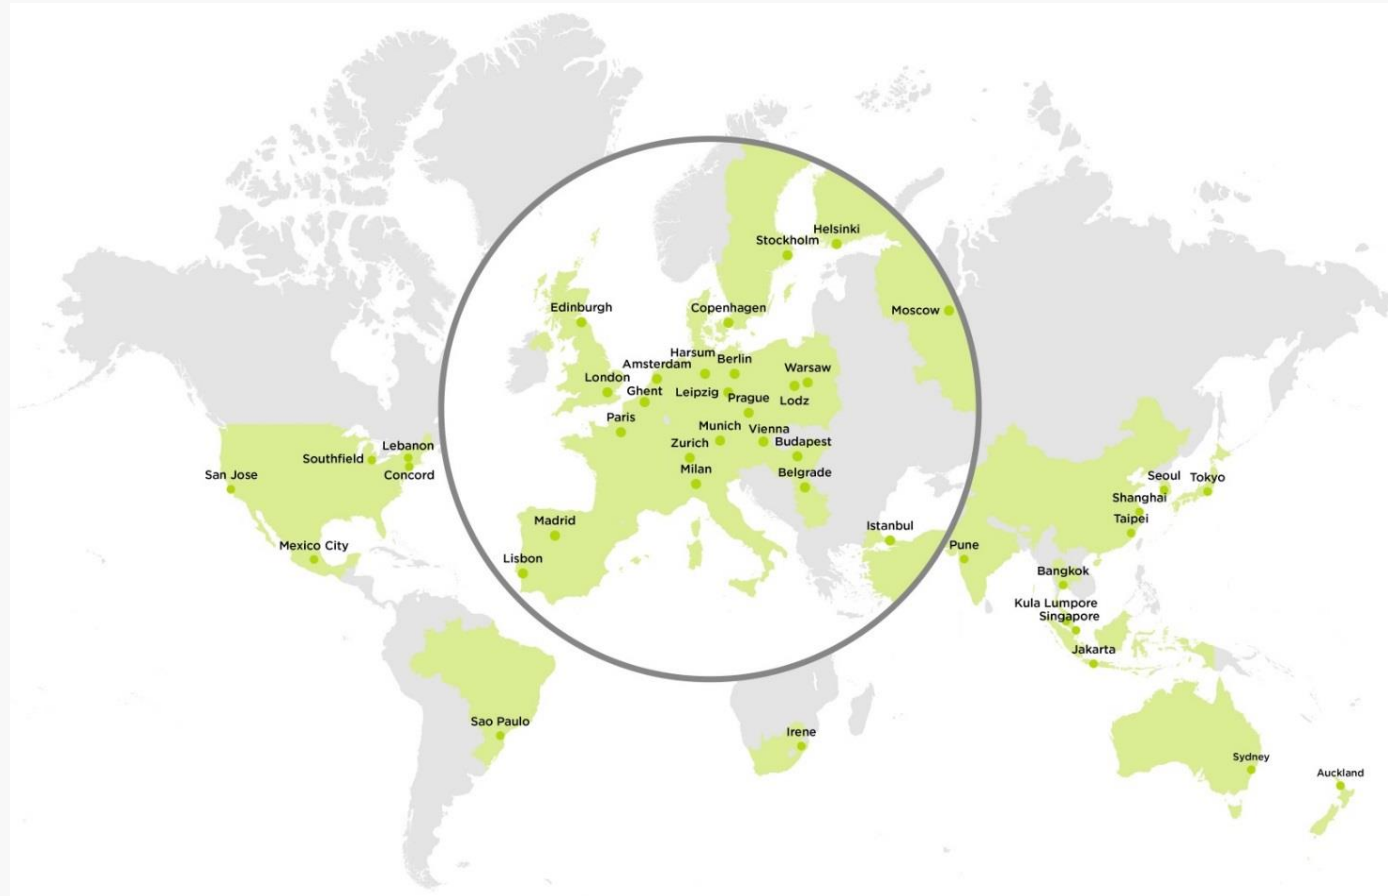 Helsinki
Stockholm
Edinburgh
Copenhagen
Moscow
Harsum
Berlin
Amsterdam
Warsaw
London
Ghent
Leipzig
Prague
Lodz
Paris
Munich
Vienna
Zurich
Budapest
Lebanon
Southfield
Milan
Belgrade
San Jose
Concord
Seoul
Tokyo
Shanghai
Madrid
Istanbul
Taipei
Mexico City
Pune
Lisbon
Bangkok
Kula Lumpore
Singapore
Jakarta
Sao Paulo
Irene
Sydney
Auckland